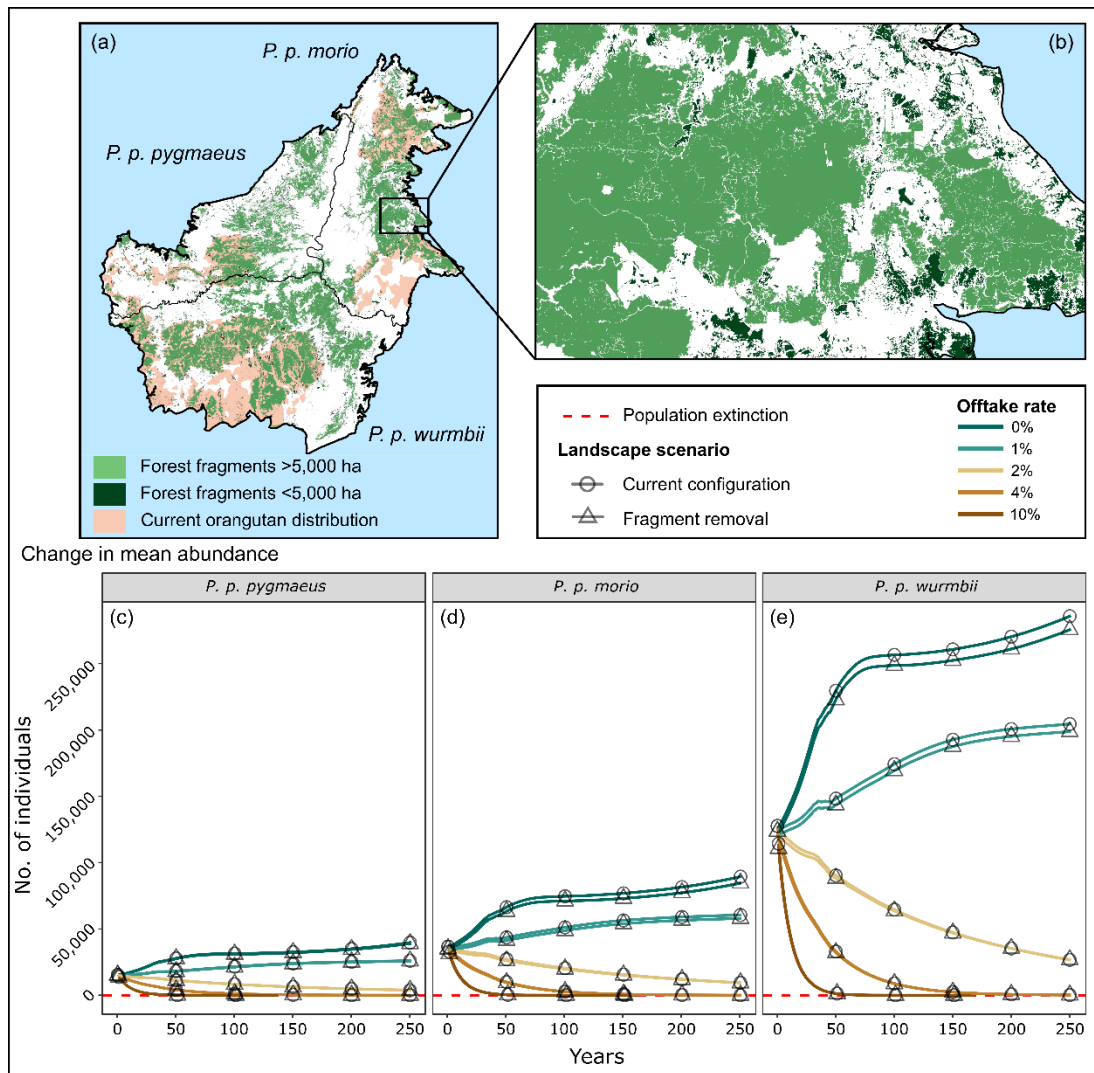 (a)
P. p. morio
P. p. pygmaeus
P. p. wurmbii
Forest fragments >5,000 ha
Forest fragments <5,000 ha
Current orangutan distribution
(b)
Population extinction
Landscape scenario
Current configuration
Fragment removal
Offtake rate
0%
1%
2%
4%
10%
Change in mean abundance
P. p. pygmaeus
P. p. morio
P. p. wurmbii
(c)
(d)
(e)
No. of individuals
250,000
200,000
150,000
100,000
50,000
0
0 50 100 150 200 250
0 50 100 150 200 250
0 50 100 150 200 250
Years